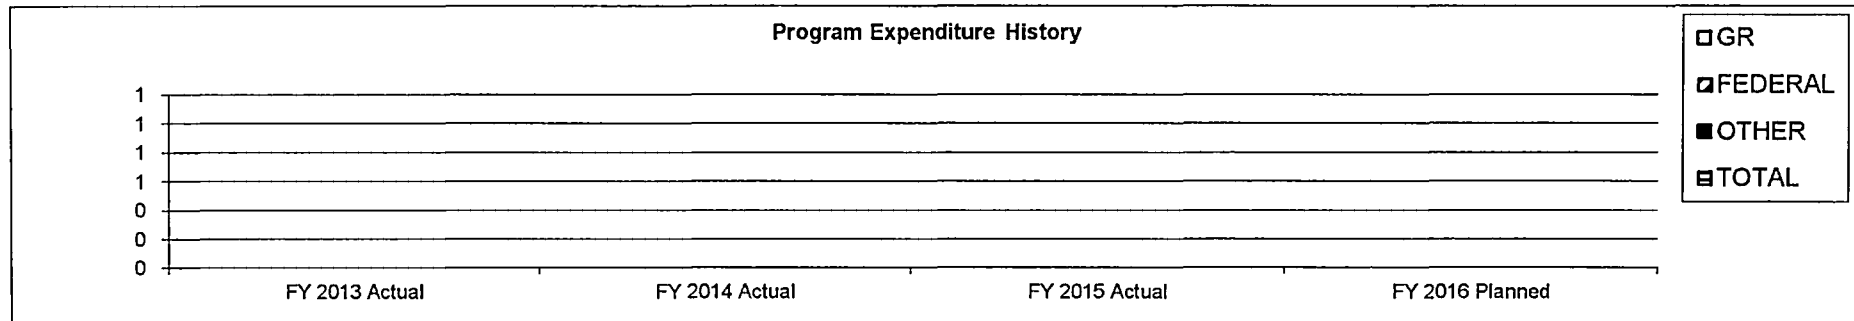 Program Expenditure History
GR
FEDERAL
OTHER
TOTAL
1
1
1
1
0
0
0
FY 2013 Actual
FY 2014 Actual
FY 2015 Actual
FY 2016 Planned